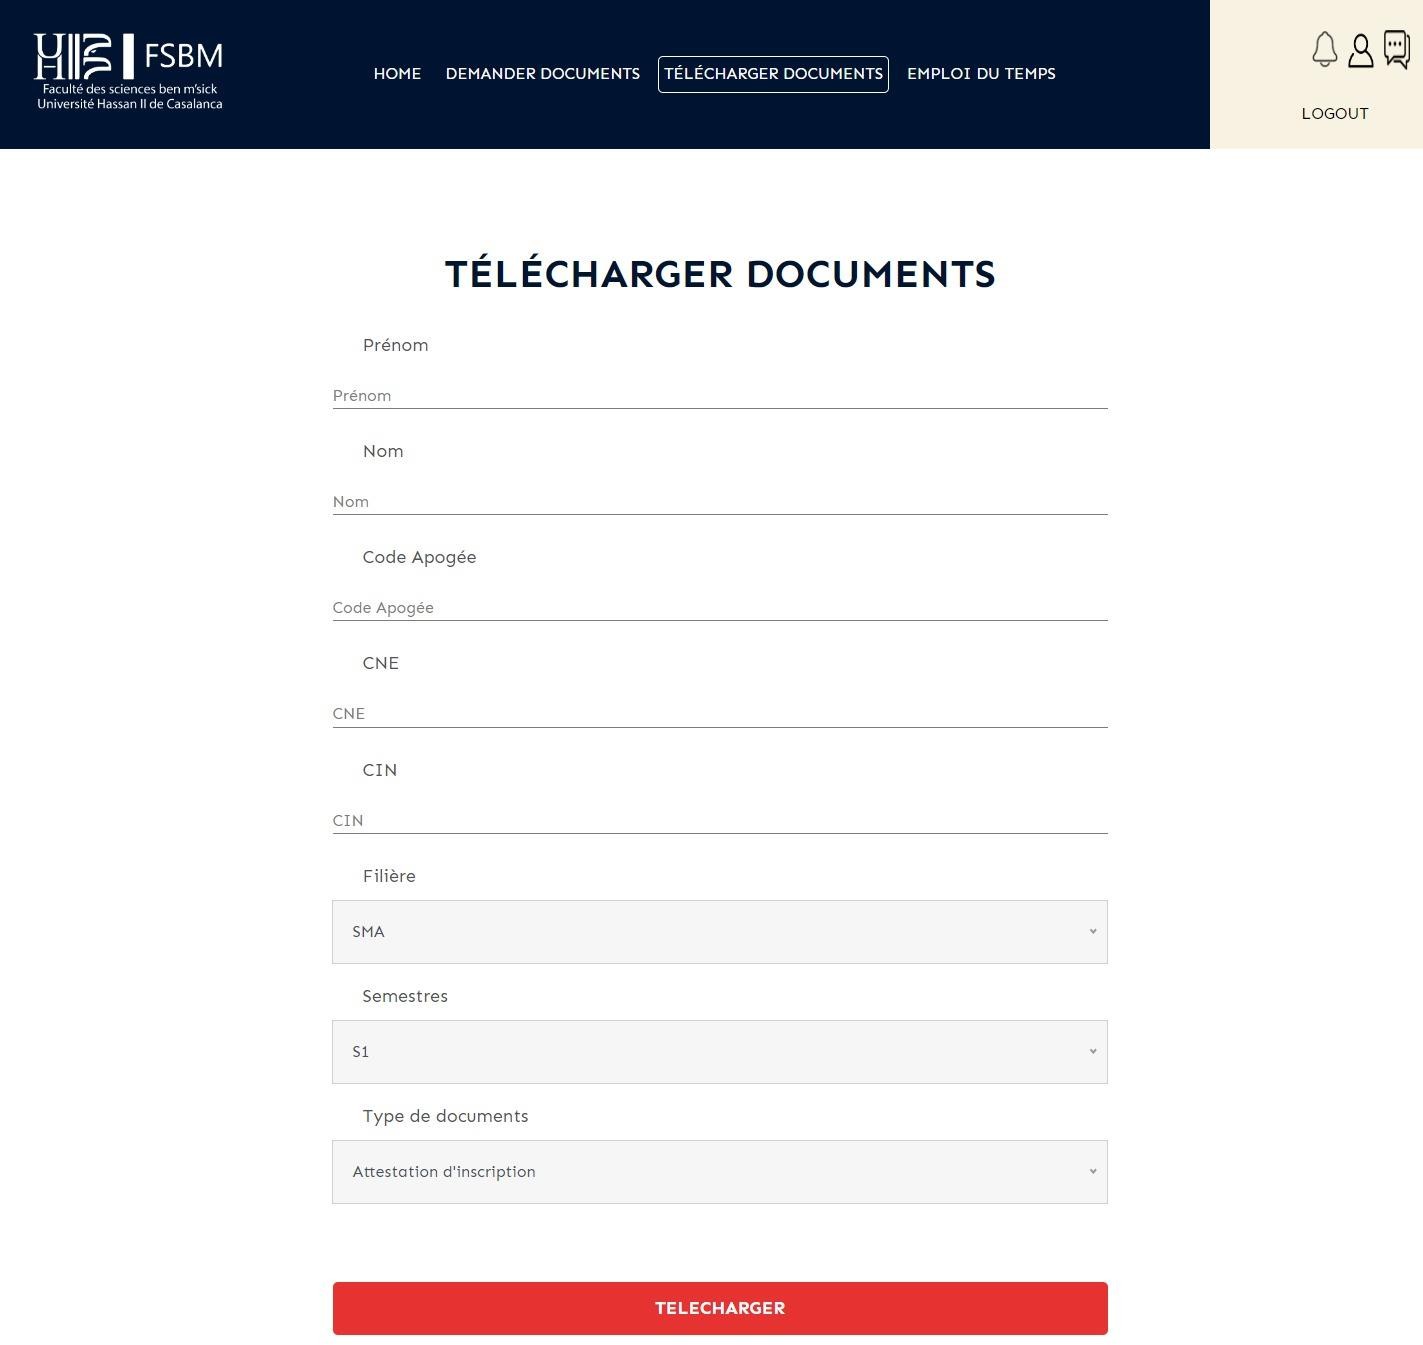 FSBM
Faculté des sciences ben m'sick
Université Hassan II de Casalanca
HOME
DEMANDER DOCUMENTS
TÉLÉCHARGER DOCUMENTS
EMPLOI DU TEMPS
LOGOUT
TÉLÉCHARGER DOCUMENTS
Prénom
Prénom
Nom
Nom
Code Apogée
Code Apogée
CNE
CNE
CIN
CIN
Filière
SMA
Semestres
S1
Type de documents
Attestation d'inscription
TELECHARGER